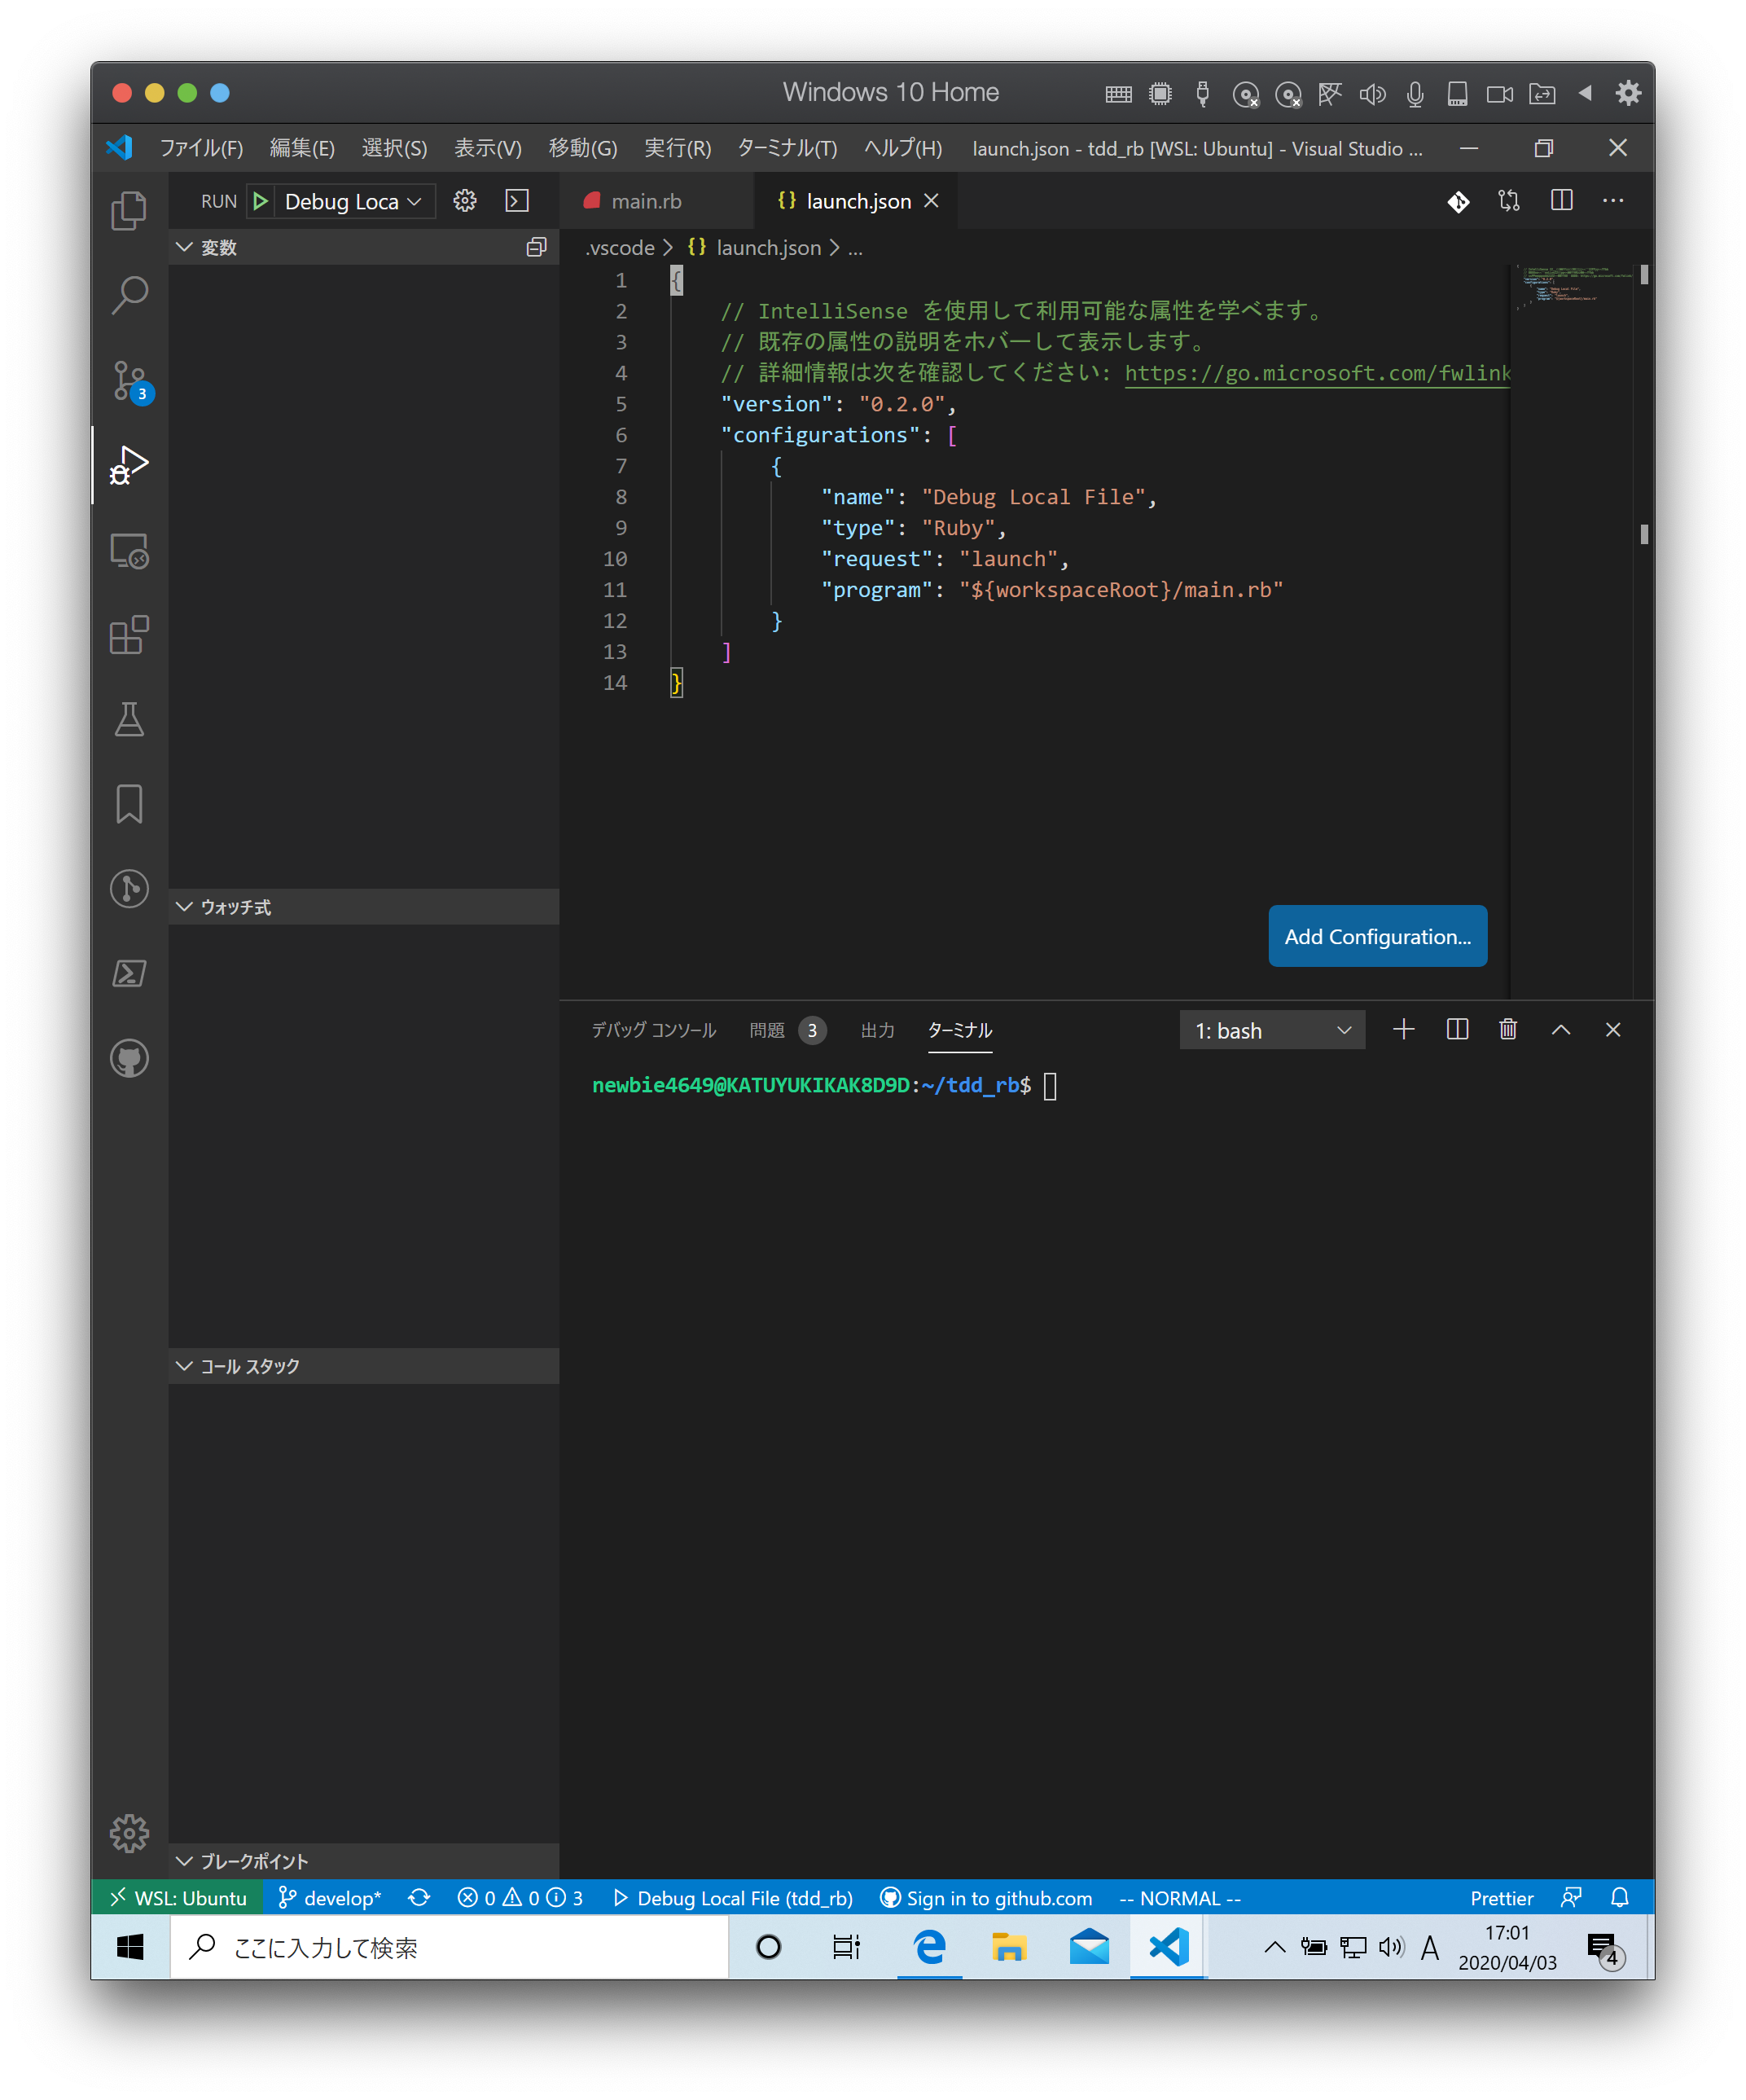 Windows 10 Home
ファイル(F) 編集(E) 選択(S) 表示(V) 移動(G) 実行(R) ターミナル(T) ヘルプ(H) launch.json - tdd_rb [WSL: Ubuntu] - Visual Studio ...
RUN Debug Loca
main.rb {} launch.json
変数
.vscode > {} launch.json > ...
1 {
2 // IntelliSense を使用して利用可能な属性を学べます。
3 // 既存の属性の説明をホバーして表示します。
4 // 詳細情報は次を確認してください: https://go.microsoft.com/fwlink
5 "version": "0.2.0",
6 "configurations": [
7 {
8 "name": "Debug Local File",
9 "type": "Ruby",
10 "request": "launch",
11 "program": "${workspaceRoot}/main.rb"
12 }
13 ]
14 }
3
ウォッチ式
Add Configuration...
デバッグ コンソール 問題 3 出力 ターミナル 1: bash
newbie4649@KATUYUKIKAK8D9D:~/tdd_rb$
コール スタック
ブレークポイント
WSL: Ubuntu develop* 0 0 3 Debug Local File (tdd_rb) Sign in to github.com -- NORMAL -- Prettier
ここに入力して検索
A
17:01
2020/04/03
4